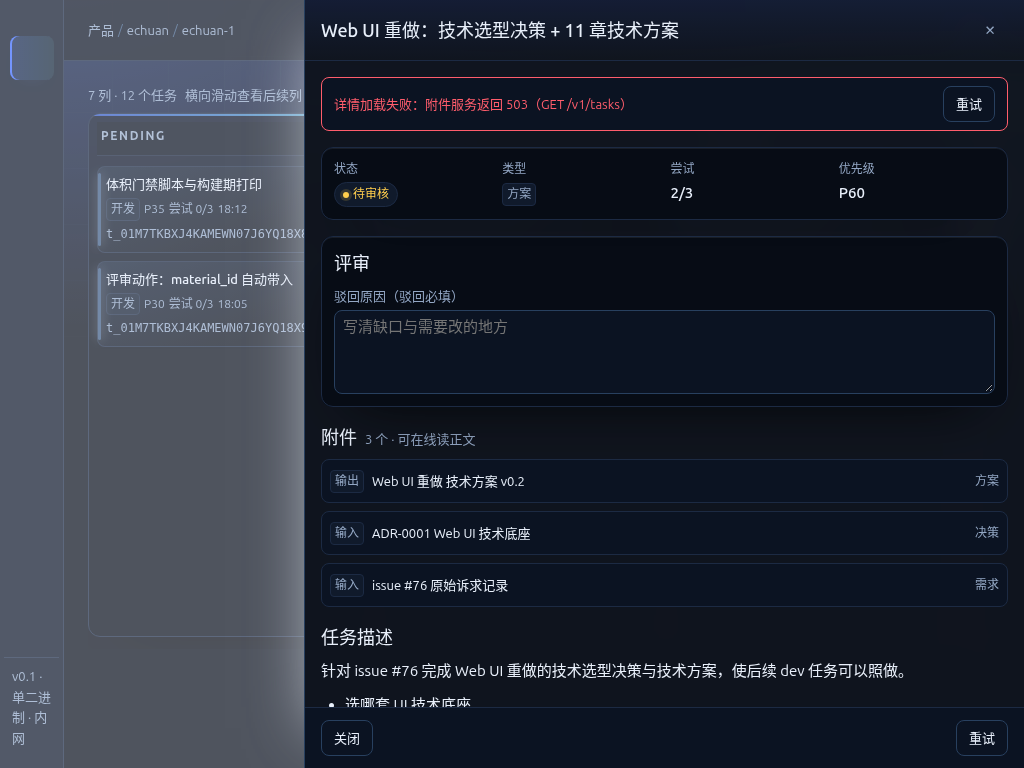 产品 / echuan / echuan-1
7 列 · 12 个任务 横向滑动查看后续列
PENDING
体积门禁脚本与构建期打印
开发 P35 尝试 0/3 18:12
t_01M7TKBXJ4KAMEWN07J6YQ18X
评审动作：material_id 自动带入
开发 P30 尝试 0/3 18:05
t_01M7TKBXJ4KAMEWN07J6YQ18X
v0.1 ·
单二进
制 · 内
网
Web UI 重做：技术选型决策 + 11 章技术方案
×
详情加载失败：附件服务返回 503（GET /v1/tasks）
重试
状态 类型 尝试 优先级
待审核 方案 2/3 P60
评审
驳回原因（驳回必填）
写清缺口与需要改的地方
附件 3 个 · 可在线读正文
输出 Web UI 重做 技术方案 v0.2 方案
输入 ADR-0001 Web UI 技术底座 决策
输入 issue #76 原始诉求记录 需求
任务描述
针对 issue #76 完成 Web UI 重做的技术选型决策与技术方案，使后续 dev 任务可以照做。
• 选哪套 UI 技术底座
关闭 重试